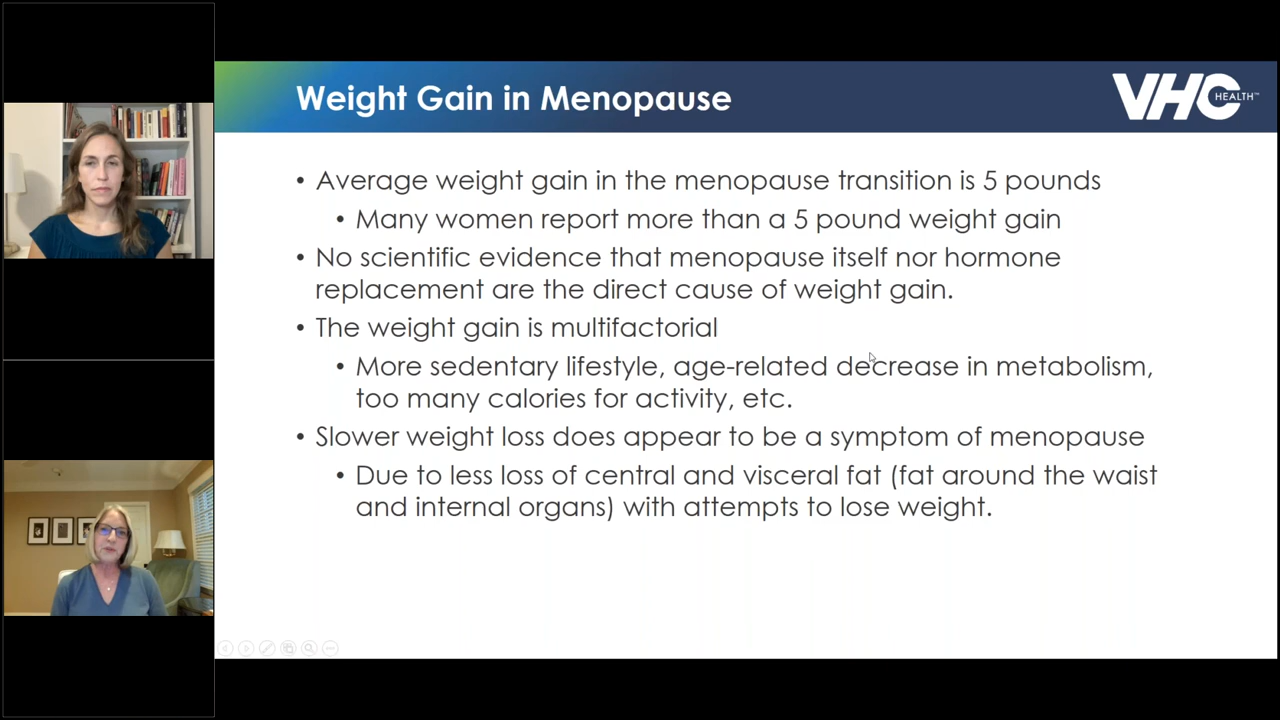 Weight Gain in Menopause
VHC HEALTH™
• Average weight gain in the menopause transition is 5 pounds
• Many women report more than a 5 pound weight gain
• No scientific evidence that menopause itself nor hormone
replacement are the direct cause of weight gain.
• The weight gain is multifactorial
• More sedentary lifestyle, age-related decrease in metabolism,
too many calories for activity, etc.
• Slower weight loss does appear to be a symptom of menopause
• Due to less loss of central and visceral fat (fat around the waist
and internal organs) with attempts to lose weight.